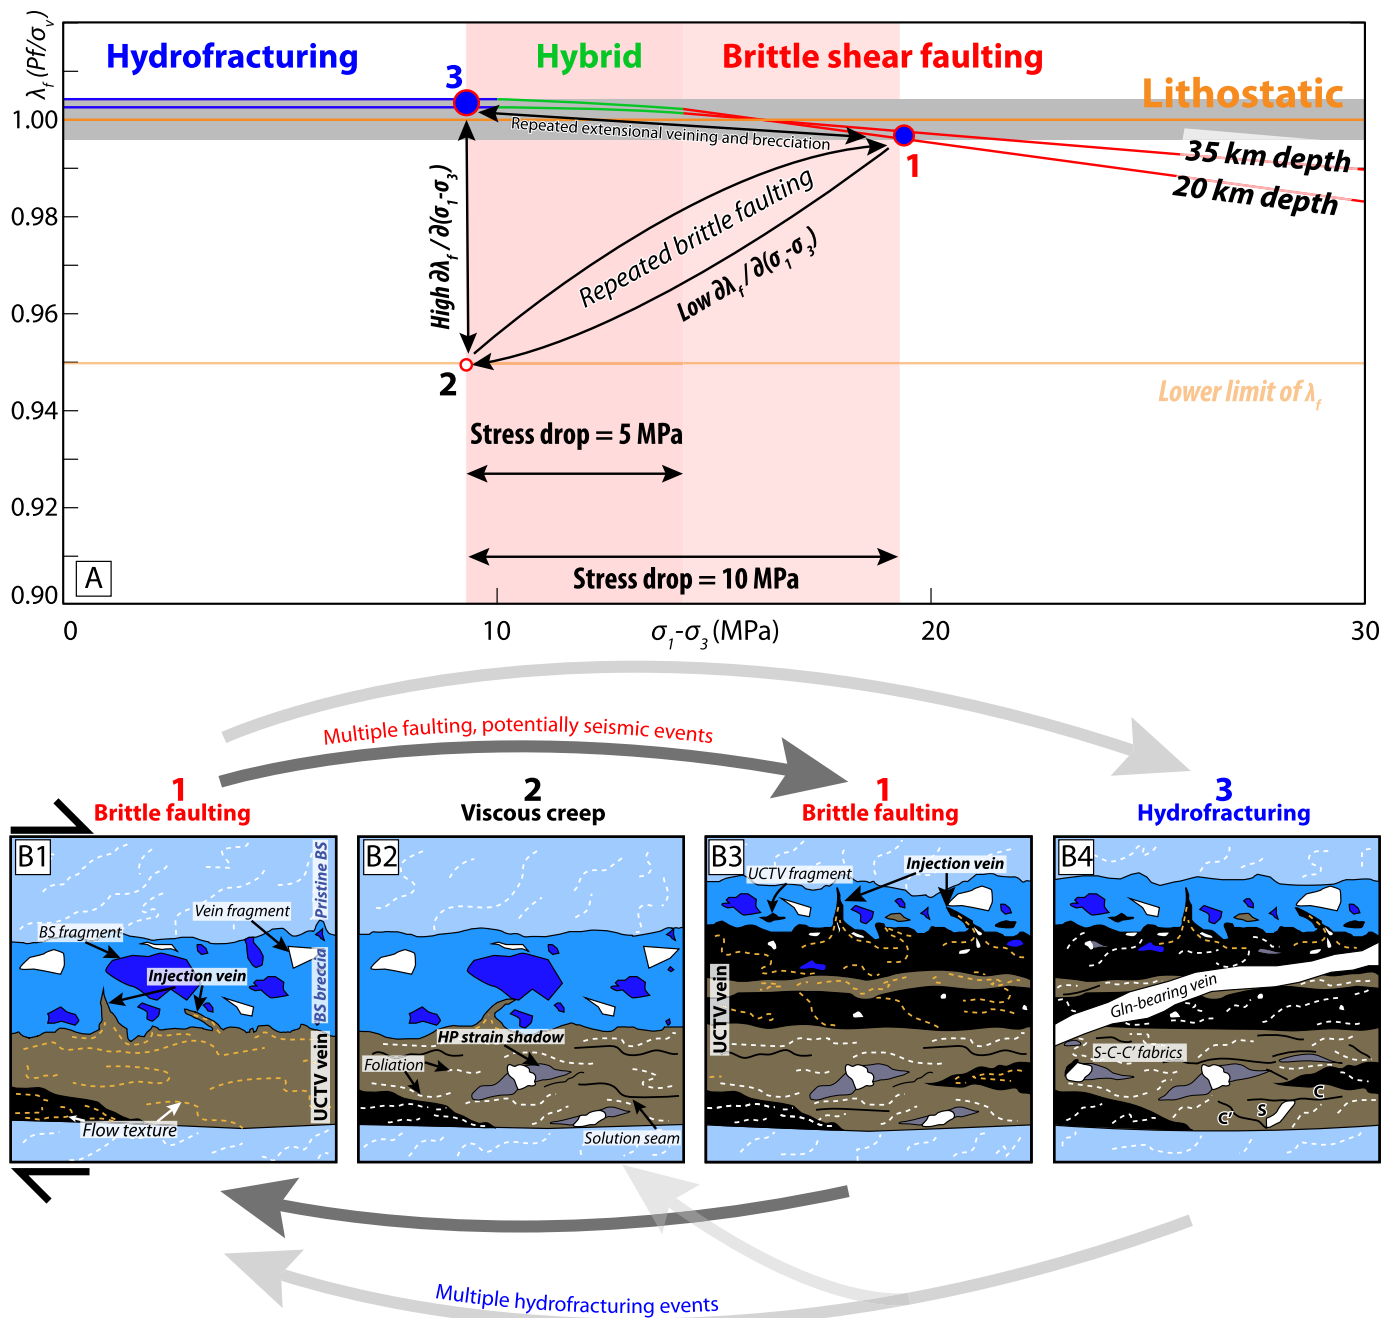 λf (Pf/σv)
Hydrofracturing
Hybrid
Brittle shear faulting
Lithostatic
3
1.00
Repeated extensional veining and brecciation
1
35 km depth
20 km depth
0.98
High ∂λf / ∂(σ1-σ3)
Repeated brittle faulting
Low ∂λf / ∂(σ1-σ3)
0.96
2
Lower limit of λf
0.94
Stress drop = 5 MPa
0.92
Stress drop = 10 MPa
A
0.90
0
10
σ1-σ3 (MPa)
20
30
Multiple faulting, potentially seismic events
1
Brittle faulting
2
Viscous creep
1
Brittle faulting
3
Hydrofracturing
B1
Pristine BS
Vein fragment
BS fragment
Injection vein
BS breccia
UCTV vein
Flow texture
B2
HP strain shadow
Foliation
Solution seam
B3
UCTV fragment
Injection vein
UCTV vein
B4
Gln-bearing vein
S-C-C' fabrics
C
S
C'
Multiple hydrofracturing events